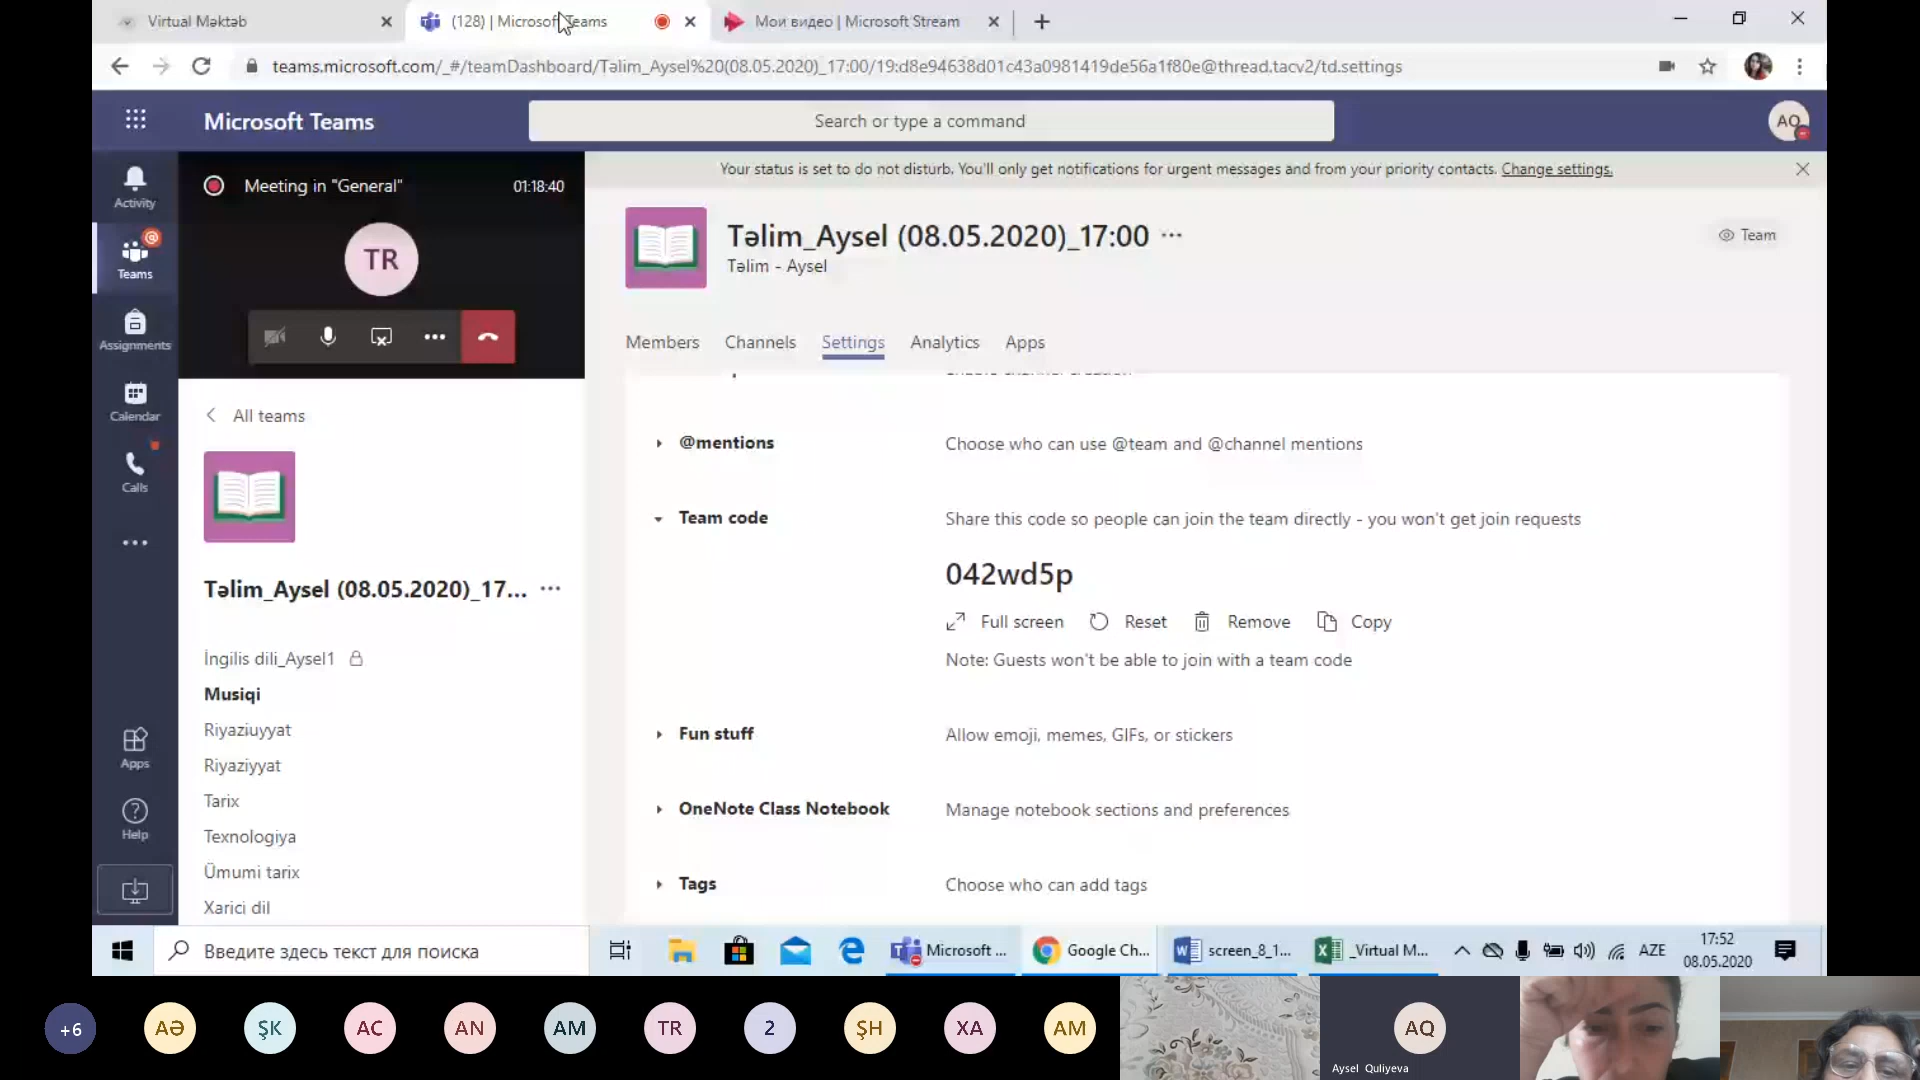 Virtual Məktəb
(128) | Microsoft Teams
Мои видео | Microsoft Stream
teams.microsoft.com/_#/teamDashboard/Təlim_Aysel%20(08.05.2020)_17:00/19:d8e94638d01c43a0981419de56a1f80e@thread.tacv2/td.settings
Microsoft Teams
Search or type a command
AQ
Your status is set to do not disturb. You'll only get notifications for urgent messages and from your priority contacts. Change settings.
Activity
Teams
Assignments
Calendar
Calls
Apps
Help
Meeting in "General"
01:18:40
TR
All teams
Təlim_Aysel (08.05.2020)_17...
İngilis dili_Aysel1
Musiqi
Riyaziuyyat
Riyaziyyat
Tarix
Texnologiya
Ümumi tarix
Xarici dil
Təlim_Aysel (08.05.2020)_17:00
Team
Təlim - Aysel
Members
Channels
Settings
Analytics
Apps
@mentions
Choose who can use @team and @channel mentions
Team code
Share this code so people can join the team directly - you won't get join requests
042wd5p
Full screen
Reset
Remove
Copy
Note: Guests won't be able to join with a team code
Fun stuff
Allow emoji, memes, GIFs, or stickers
OneNote Class Notebook
Manage notebook sections and preferences
Tags
Choose who can add tags
Введите здесь текст для поиска
Microsoft ...
Google Ch...
screen_8_1...
_Virtual M...
AZE
17:52
08.05.2020
+6
AƏ
ŞK
AC
AN
AM
TR
2
ŞH
XA
AM
AQ
Aysel Quliyeva